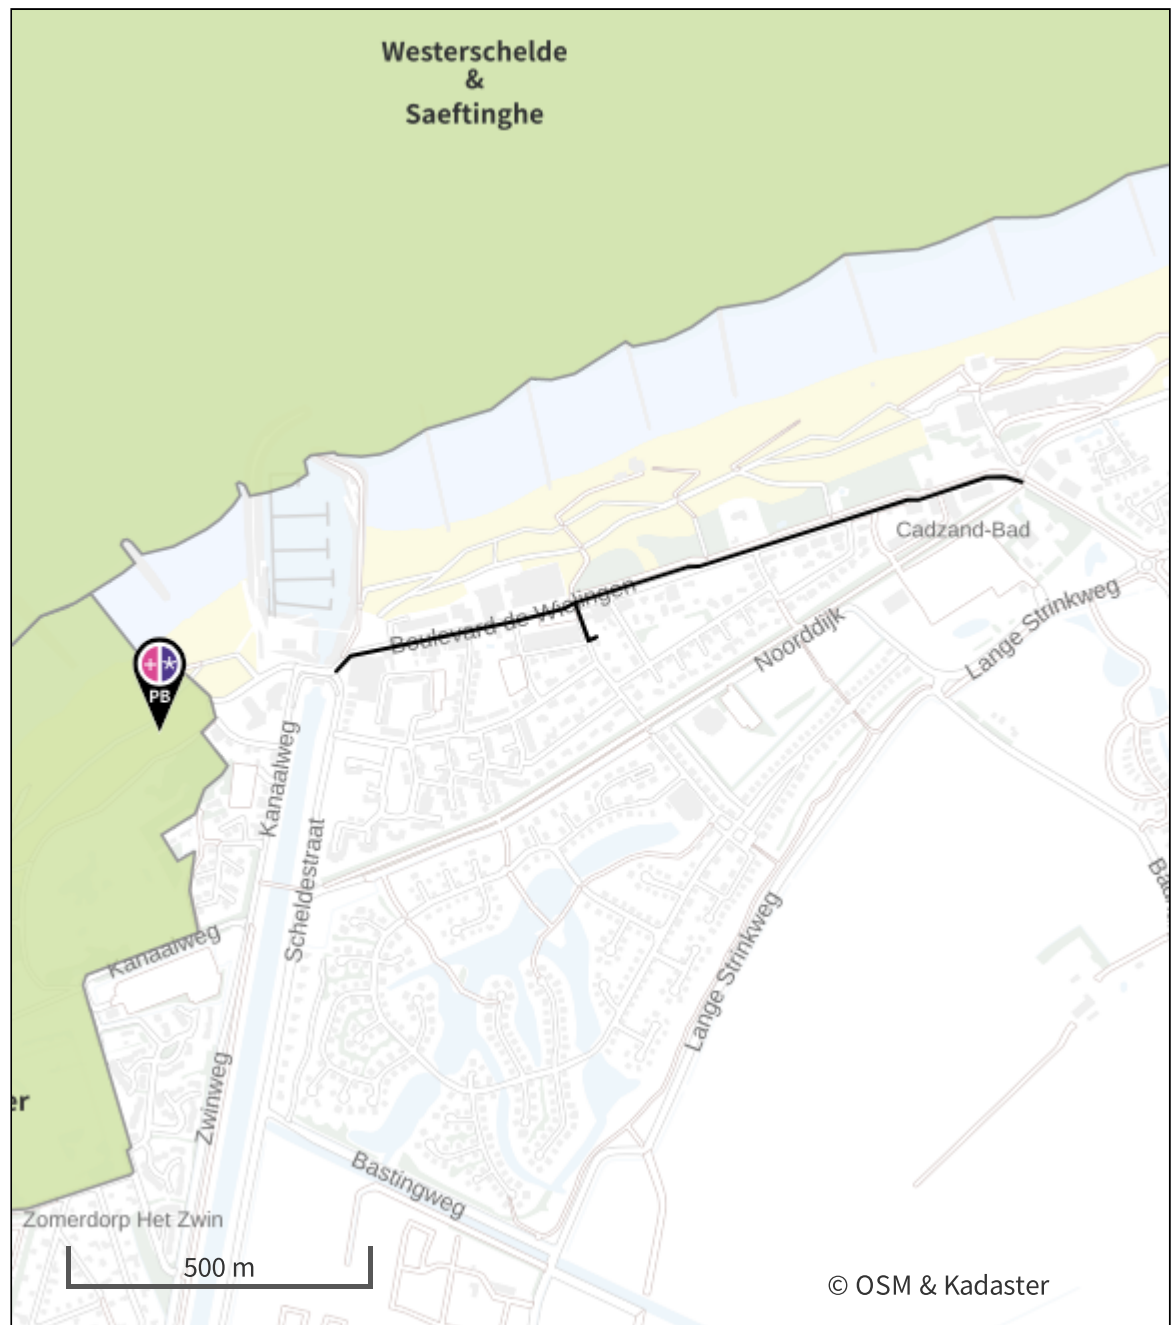 Westerschelde
&
Saeftinghe
Cadzand-Bad
Boulevard de Wielingen
Noorddijk
Lange Strinkweg
+ *
PB
Kanaalweg
Scheldestraat
Lange Strinkweg
Kanaalweg
er
Zwinweg
Bastingweg
Zomerdorp Het Zwin
500 m
© OSM & Kadaster